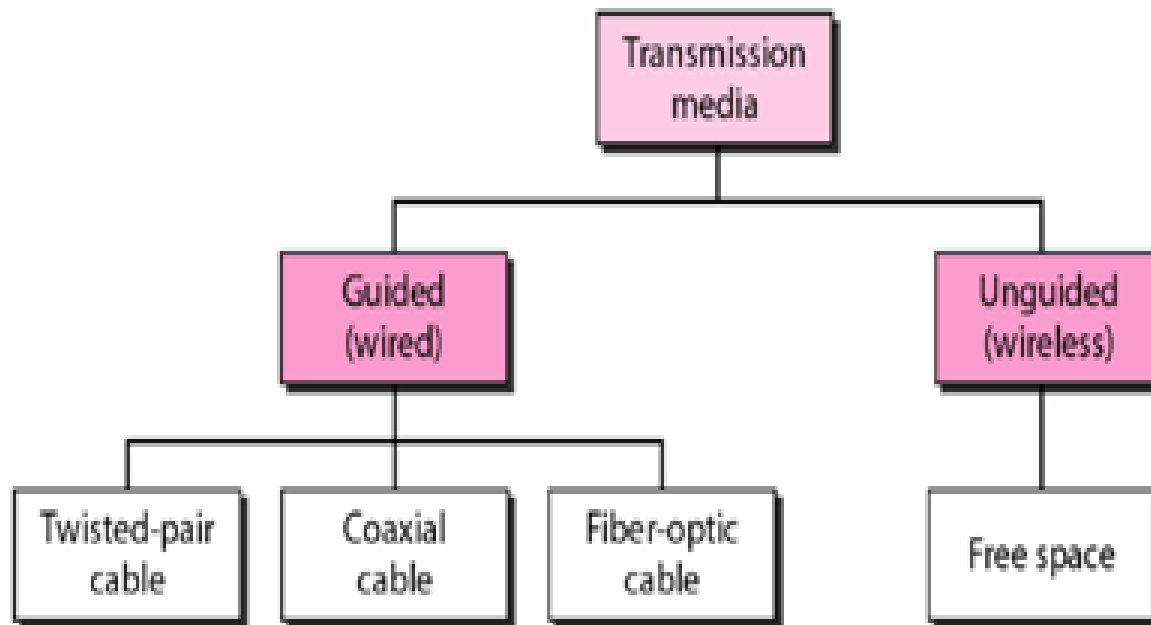 Transmission
media
Guided
(wired)
Unguided
(wireless)
Twisted-pair
cable
Coaxial
cable
Fiber-optic
cable
Free space